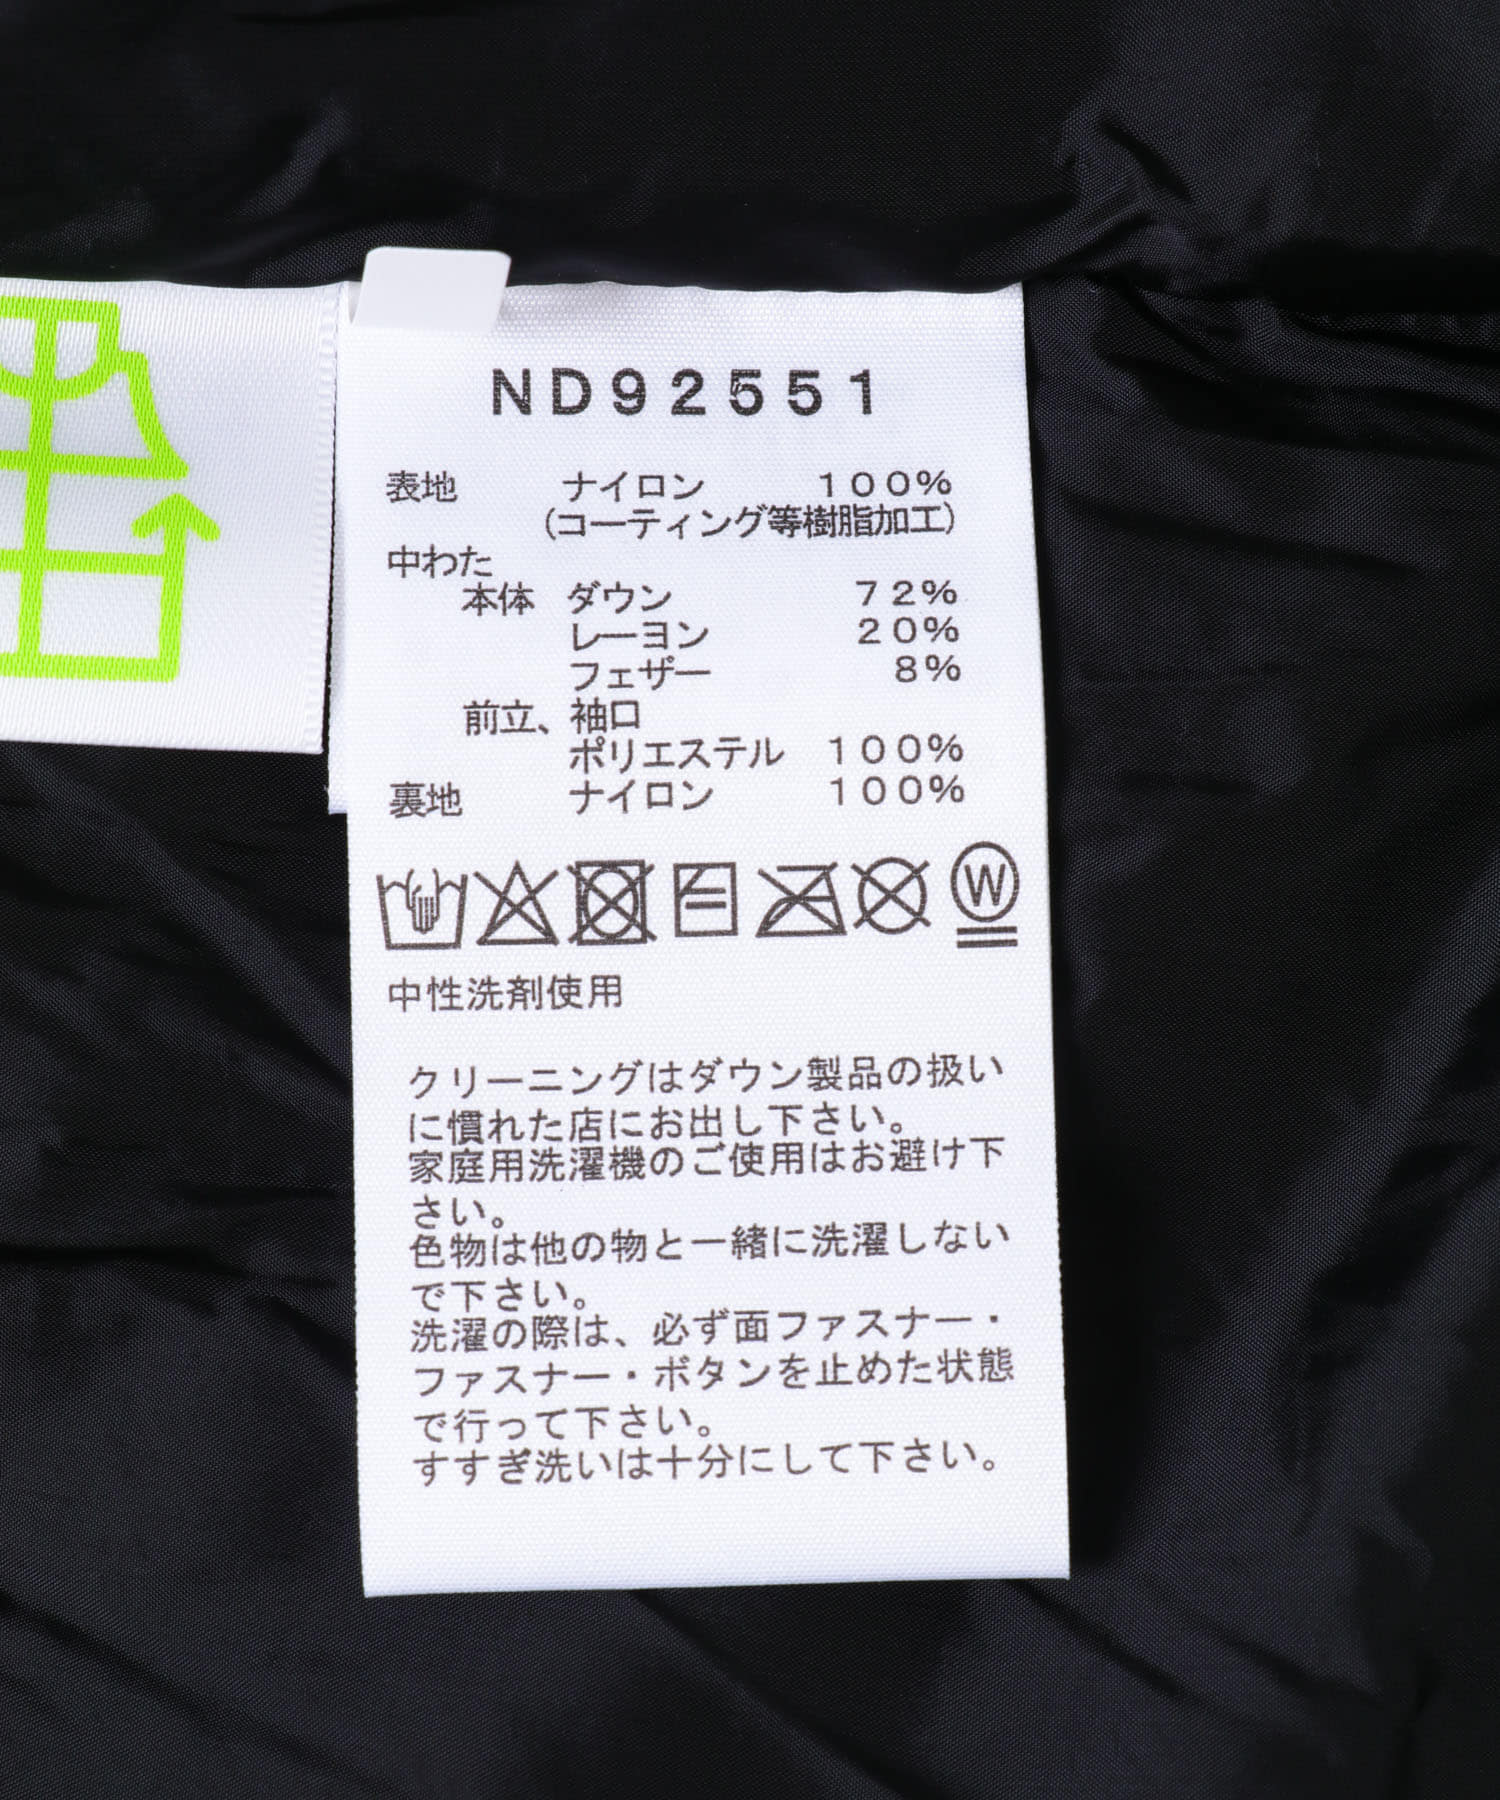 ND92551
表地 ナイロン 100%
(コーティング等樹脂加工)
中わた
本体 ダウン 72%
レーヨン 20%
フェザー 8%
前立、袖口
ポリエステル 100%
裏地 ナイロン 100%
W
中性洗剤使用
クリーニングはダウン製品の扱い
に慣れた店にお出し下さい。
家庭用洗濯機のご使用はお避け下
さい。
色物は他の物と一緒に洗濯しない
で下さい。
洗濯の際は、必ず面ファスナー・
ファスナー・ボタンを止めた状態
で行って下さい。
すすぎ洗いは十分にして下さい。